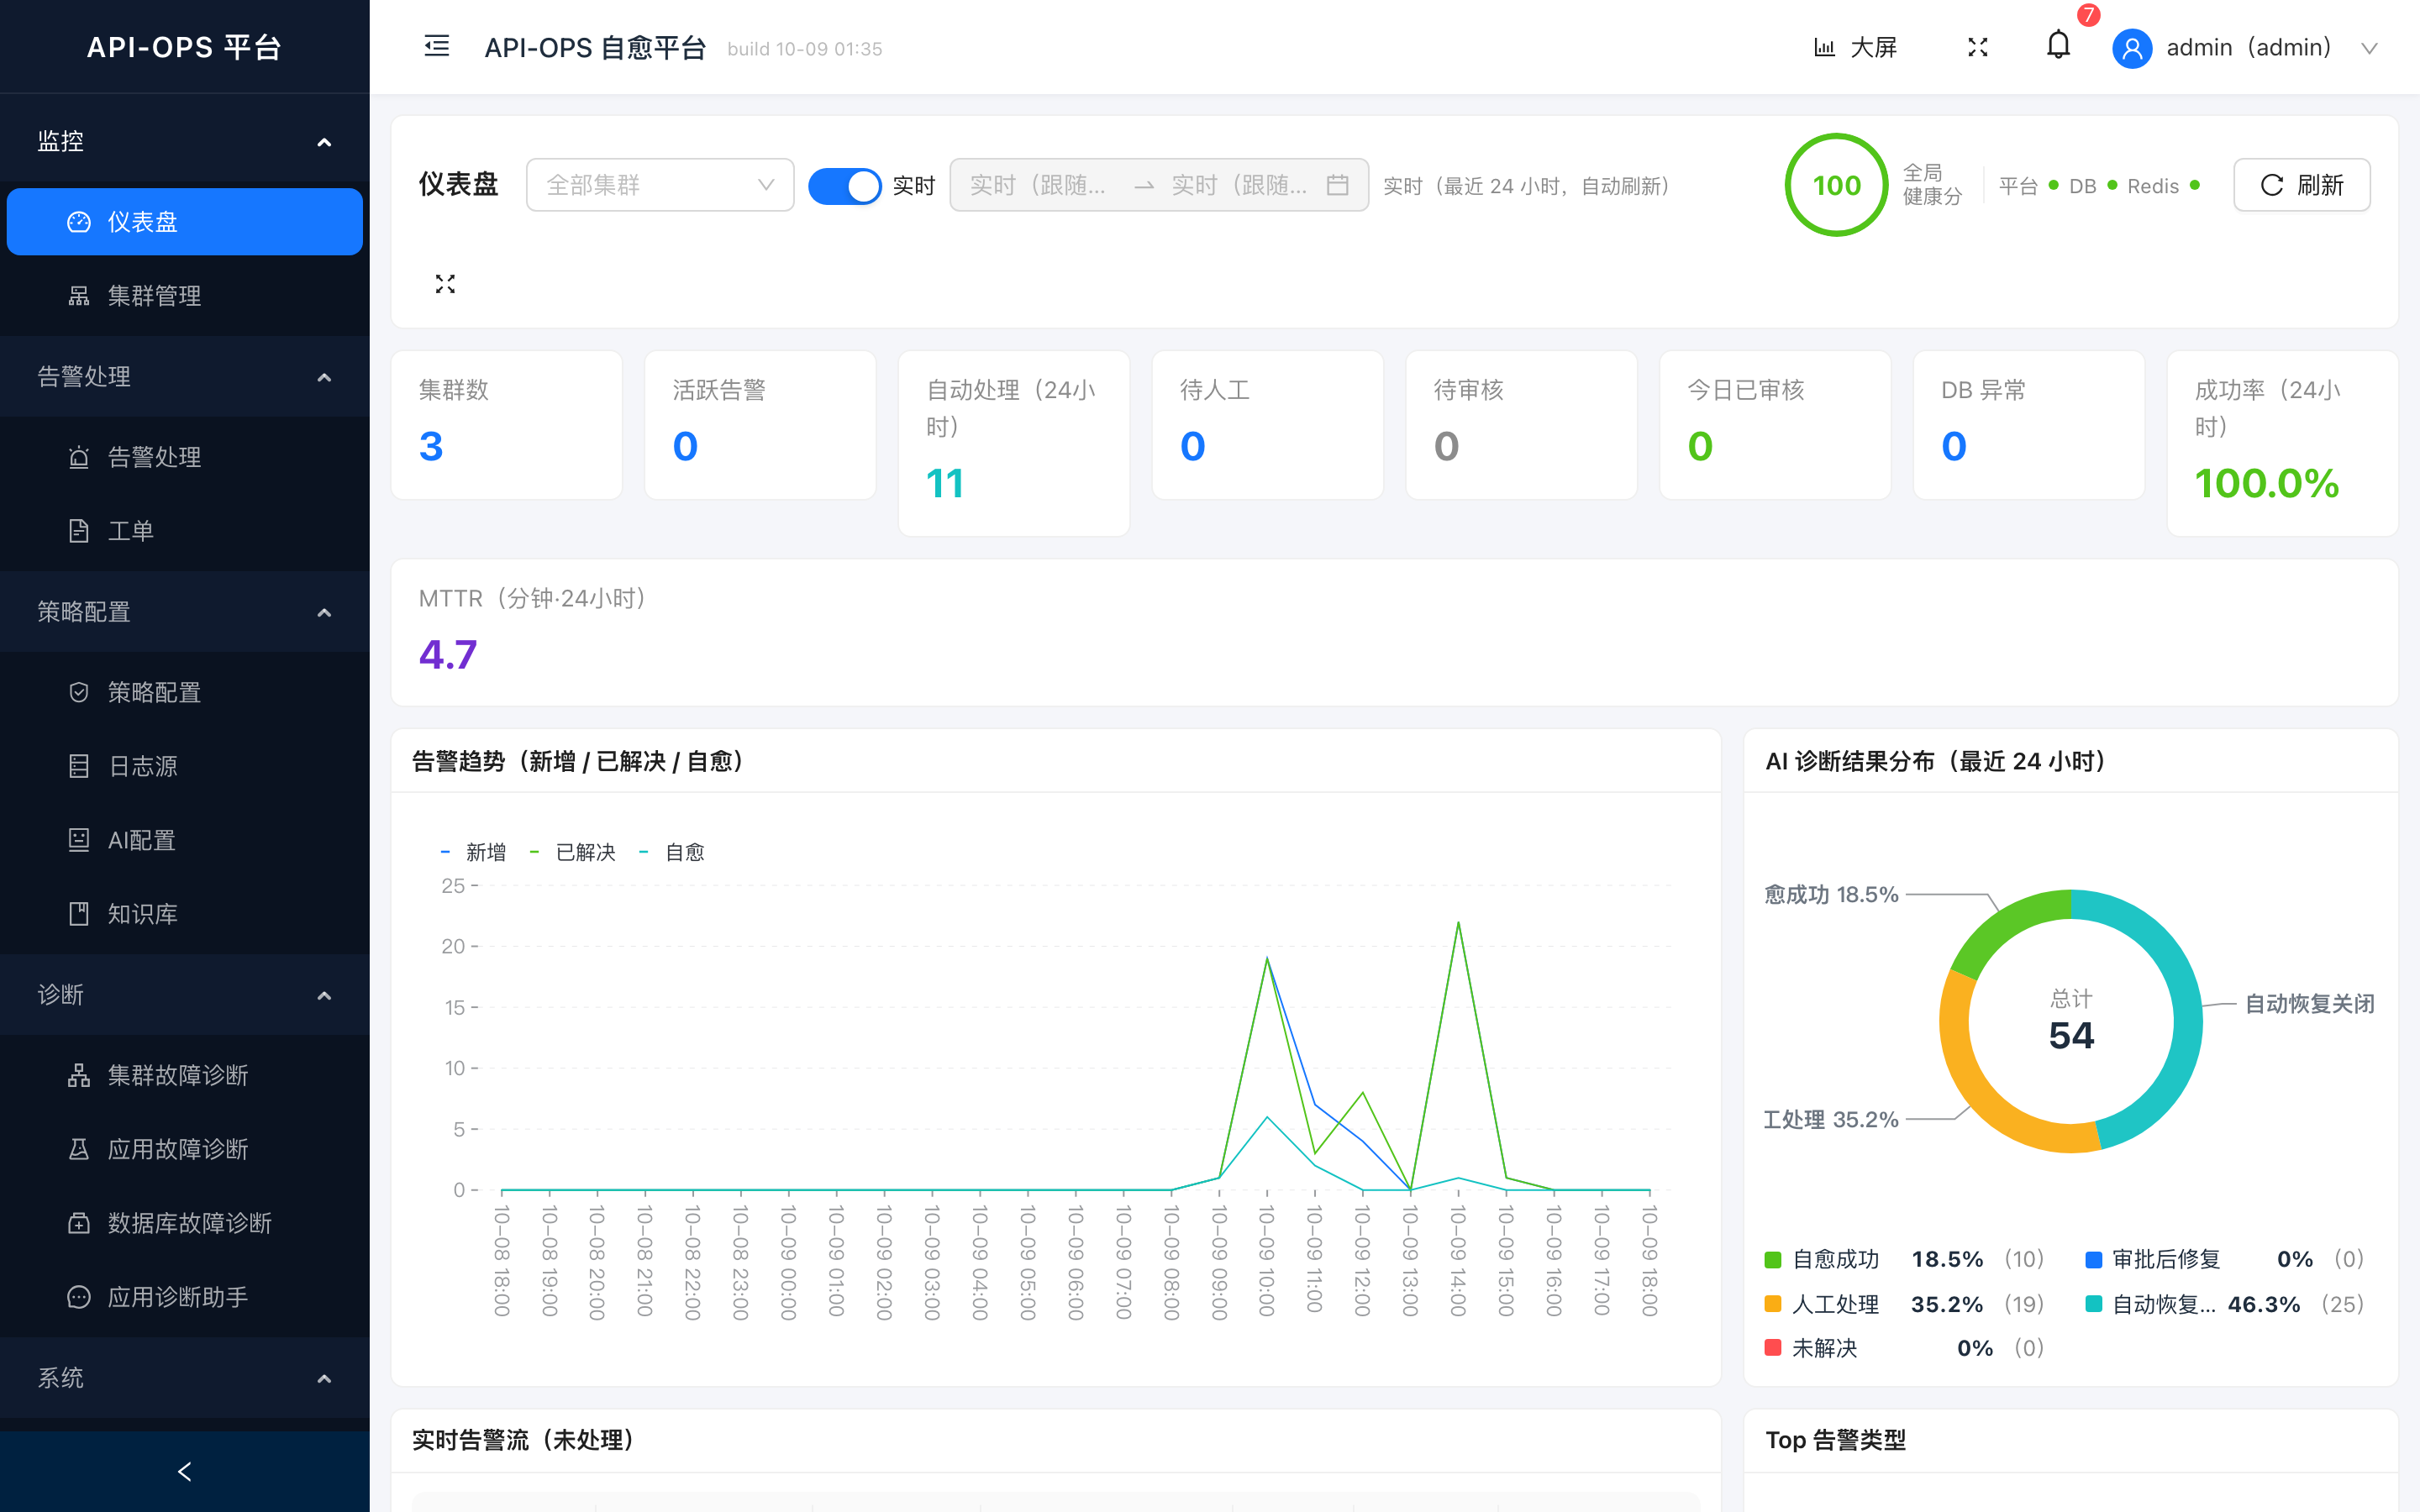 API-OPS 平台
监控
仪表盘
集群管理
告警处理
告警处理
工单
策略配置
策略配置
日志源
AI配置
知识库
诊断
集群故障诊断
应用故障诊断
数据库故障诊断
应用诊断助手
系统
API-OPS 自愈平台 build 10-09 01:35
大屏
7
admin（admin）
仪表盘 全部集群 实时 实时（跟随... 实时（跟随... 实时（最近 24 小时，自动刷新）
100
全局
健康分
平台 DB Redis
刷新
集群数
3
活跃告警
0
自动处理（24小
时）
11
待人工
0
待审核
0
今日已审核
0
DB 异常
0
成功率（24小
时）
100.0%
MTTR（分钟·24小时）
4.7
告警趋势（新增 / 已解决 / 自愈）
新增 已解决 自愈
25
20
15
10
5
0
10-08 18:00
10-08 19:00
10-08 20:00
10-08 21:00
10-08 22:00
10-08 23:00
10-09 00:00
10-09 01:00
10-09 02:00
10-09 03:00
10-09 04:00
10-09 05:00
10-09 06:00
10-09 07:00
10-09 08:00
10-09 09:00
10-09 10:00
10-09 11:00
10-09 12:00
10-09 13:00
10-09 14:00
10-09 15:00
10-09 16:00
10-09 17:00
10-09 18:00
AI 诊断结果分布（最近 24 小时）
愈成功 18.5%
自动恢复关闭
工处理 35.2%
总计
54
自愈成功 18.5%（10）
审批后修复 0%（0）
人工处理 35.2%（19）
自动恢复... 46.3%（25）
未解决 0%（0）
实时告警流（未处理）
Top 告警类型